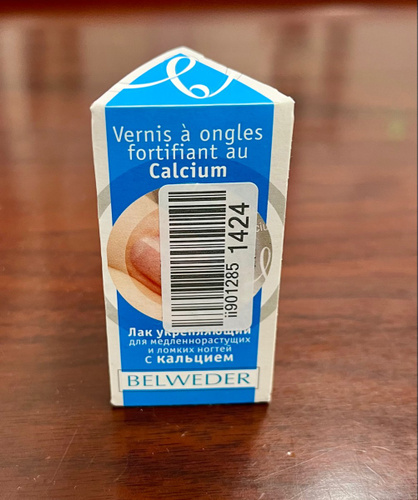 Vernis à ongles
fortifiant au
Calcium
ii901285 1424
Лак укрепляющий
для медленнорастущих
и ломких ногтей
с кальцием
BELWEDER